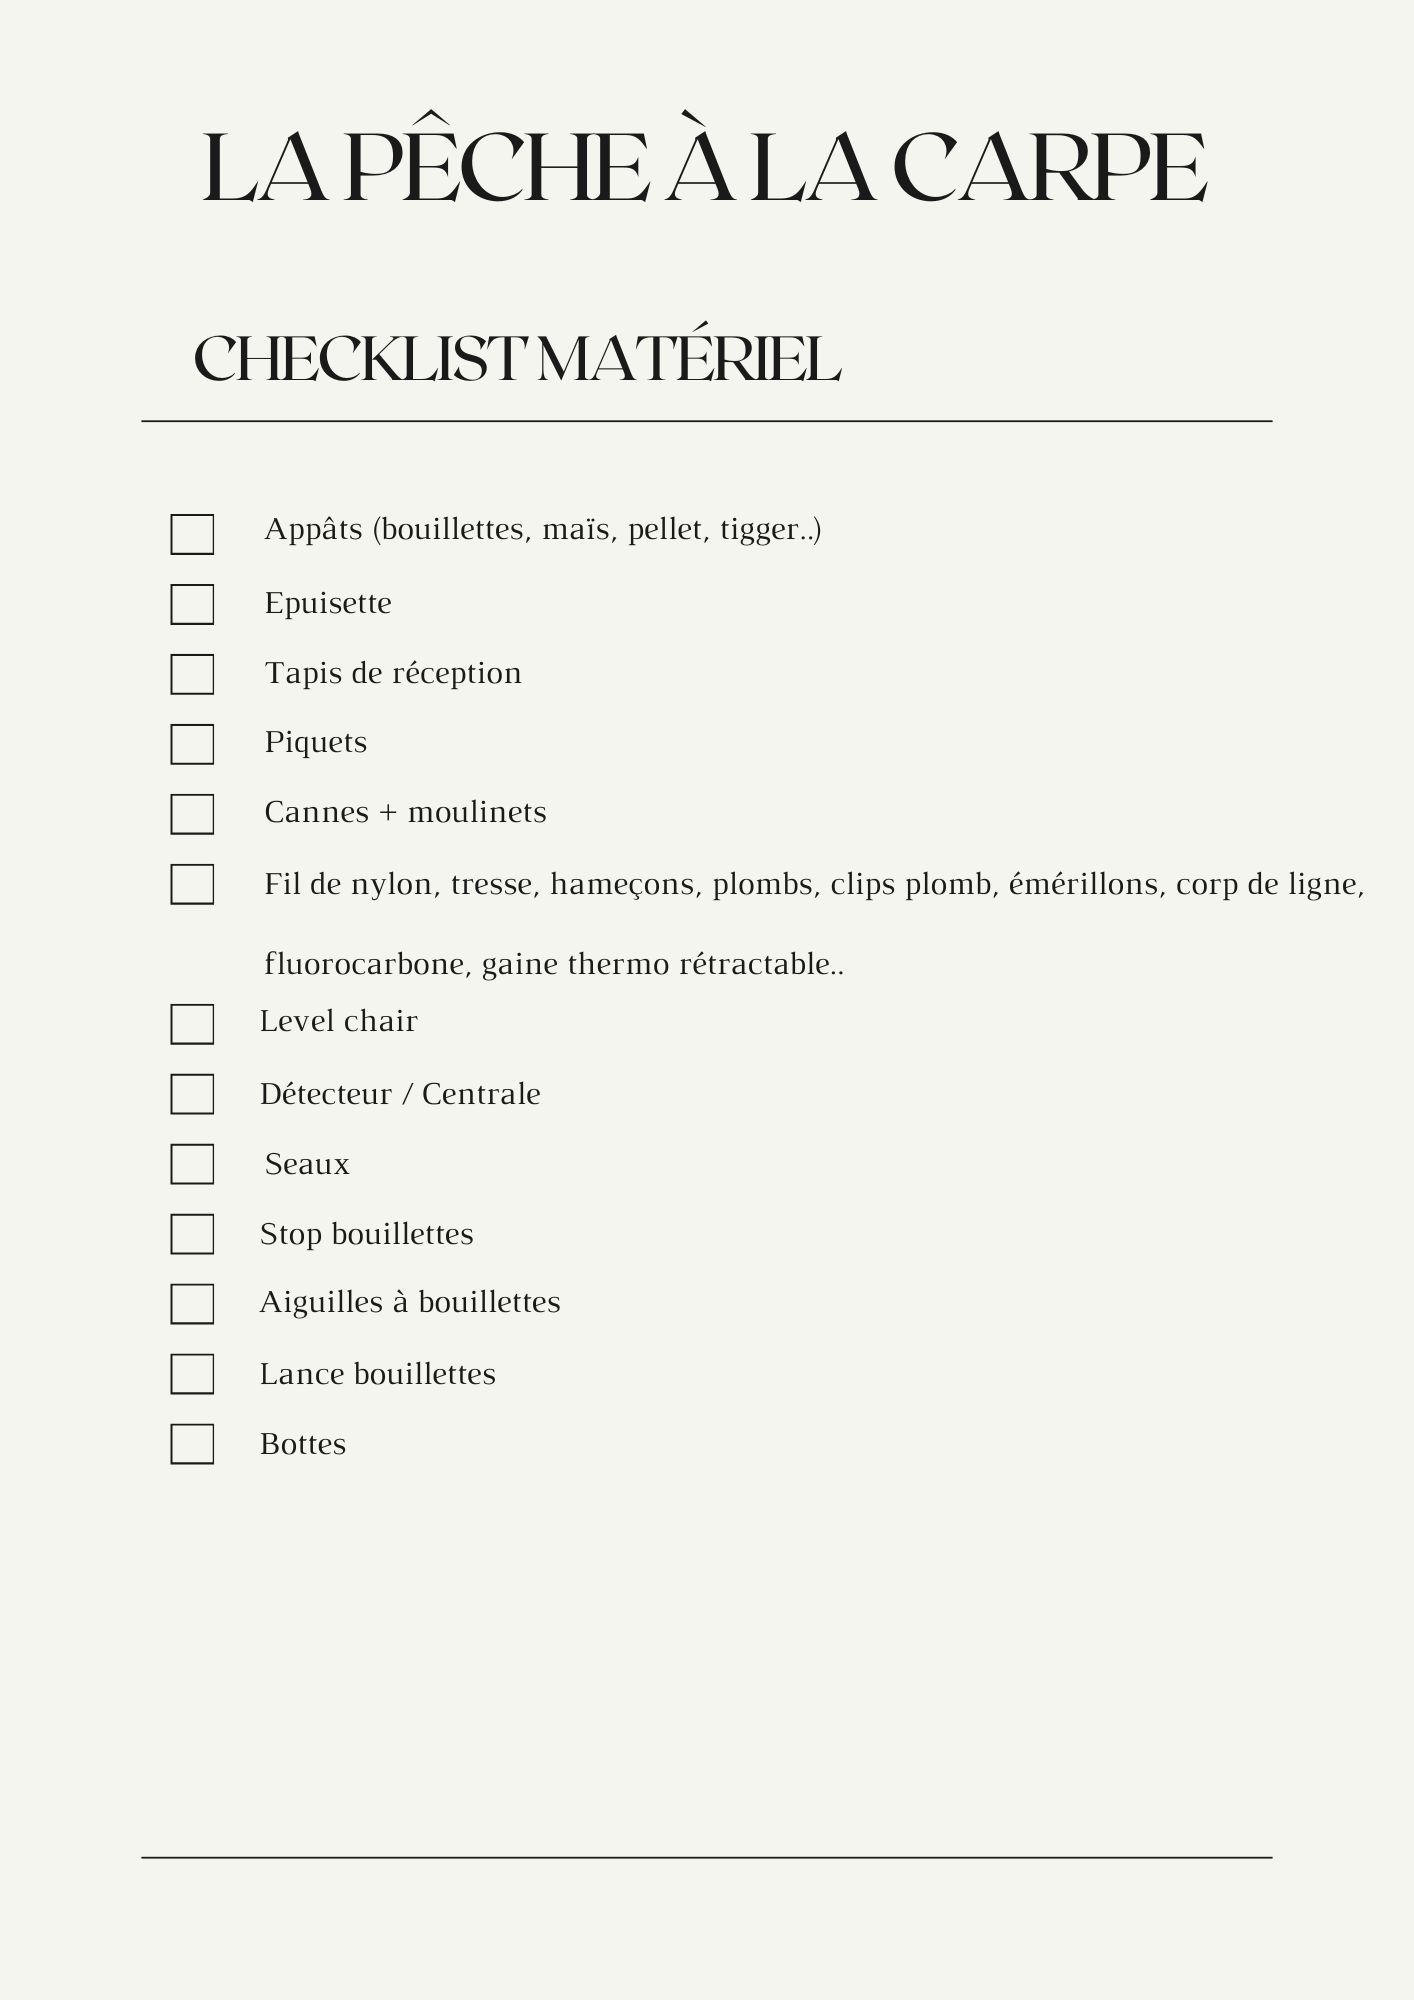 LA PÊCHE À LA CARPE
CHECKLIST MATÉRIEL
Appâts (bouillettes, maïs, pellet, tigger..)
Epuisette
Tapis de réception
Piquets
Cannes + moulinets
Fil de nylon, tresse, hameçons, plombs, clips plomb, émérillons, corp de ligne,
fluorocarbone, gaine thermo rétractable..
Level chair
Détecteur / Centrale
Seaux
Stop bouillettes
Aiguilles à bouillettes
Lance bouillettes
Bottes